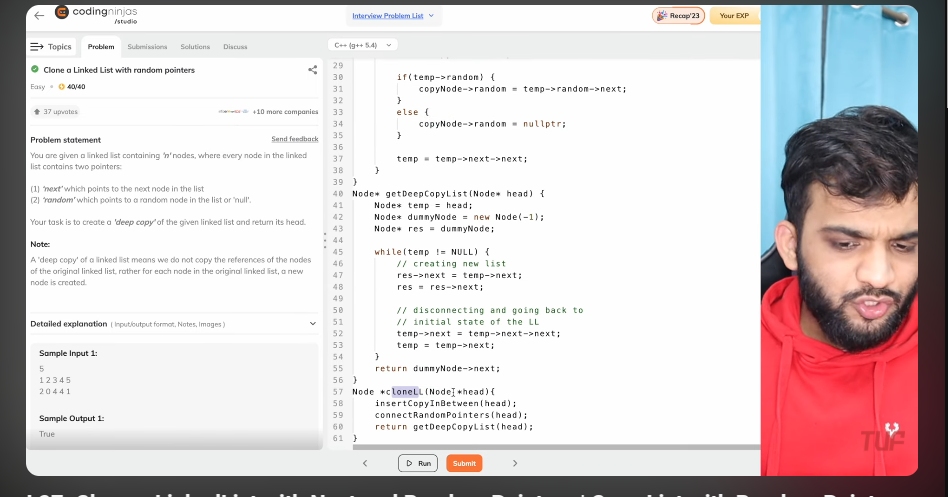 codingninjas
/studio
Interview Problem List
Recap'23
Your EXP
Topics
Problem
Submissions
Solutions
Discuss
C++ (g++ 5.4)
Clone a Linked List with random pointers
Easy
40/40
37 upvotes
+10 more companies
Problem statement
Send feedback
You are given a linked list containing 'n' nodes, where every node in the linked
list contains two pointers:
(1) 'next' which points to the next node in the list
(2) 'random' which points to a random node in the list or 'null'.
Your task is to create a 'deep copy' of the given linked list and return its head.
Note:
A 'deep copy' of a linked list means we do not copy the references of the nodes
of the original linked list, rather for each node in the original linked list, a new
node is created.
Detailed explanation ( Input/output format, Notes, Images )
Sample Input 1:
5
1 2 3 4 5
2 0 4 4 1
Sample Output 1:
True
29
30 if(temp->random) {
31 copyNode->random = temp->random->next;
32 }
33 else {
34 copyNode->random = nullptr;
35 }
36
37 temp = temp->next->next;
38 }
39 }
40 Node* getDeepCopyList(Node* head) {
41 Node* temp = head;
42 Node* dummyNode = new Node(-1);
43 Node* res = dummyNode;
44
45 while(temp != NULL) {
46 // creating new list
47 res->next = temp->next;
48 res = res->next;
49
50 // disconnecting and going back to
51 // initial state of the LL
52 temp->next = temp->next->next;
53 temp = temp->next;
54 }
55 return dummyNode->next;
56 }
57 Node *cloneLL(Node *head){
58 insertCopyInBetween(head);
59 connectRandomPointers(head);
60 return getDeepCopyList(head);
61 }
Run
Submit
TUF